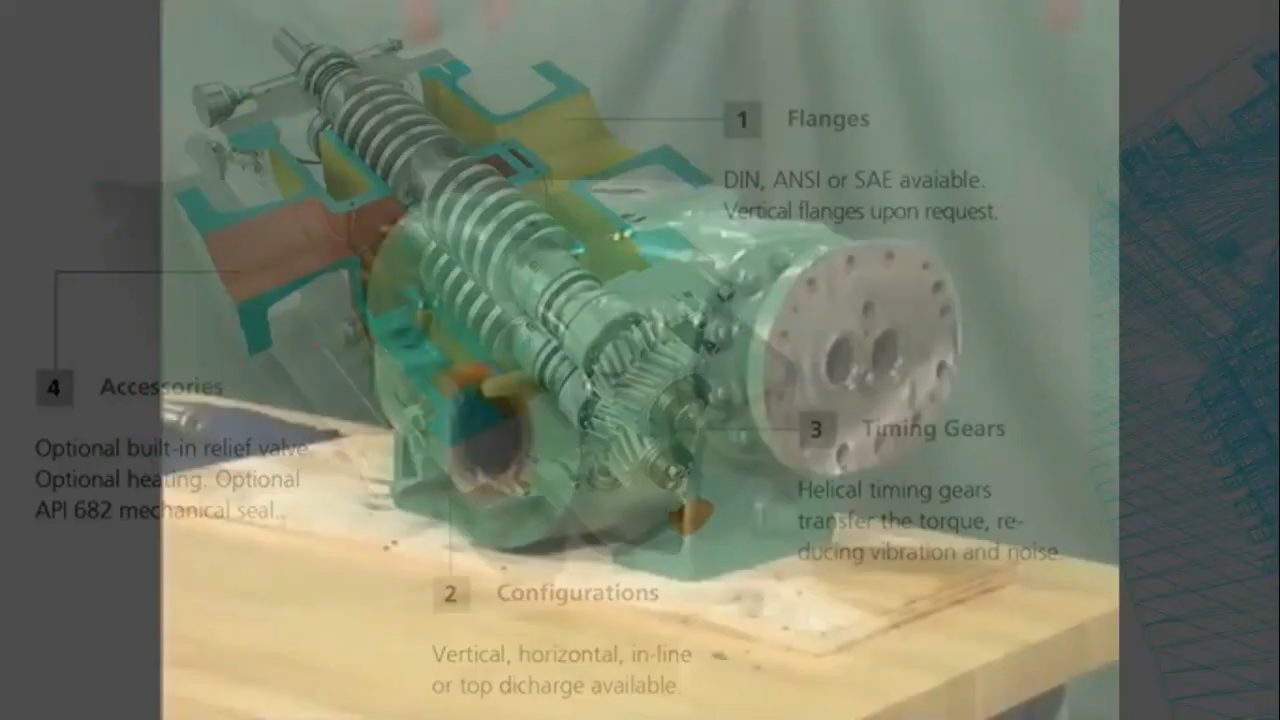 1 Flanges
DIN, ANSI or SAE avaiable.
Vertical flanges upon request.
4 Accessories
Optional built-in relief valve.
Optional heating. Optional
API 682 mechanical seal..
3 Timing Gears
Helical timing gears
transfer the torque, re-
ducing vibration and noise
2 Configurations
Vertical, horizontal, in-line
or top dicharge available.